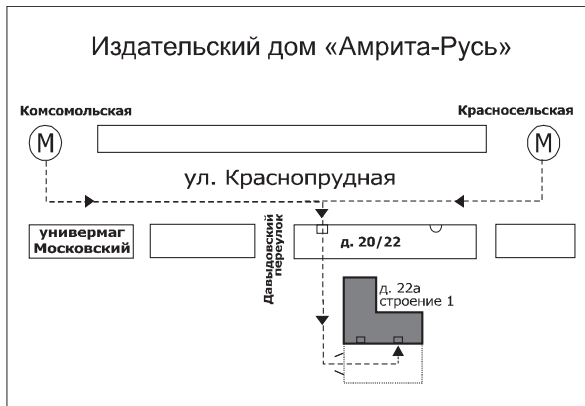 Издательский дом «Амрита-Русь»
Комсомольская
Красносельская
М
М
ул. Краснопрудная
универмаг
Московский
Давыдовский
переулок
д. 20/22
д. 22а
строение 1